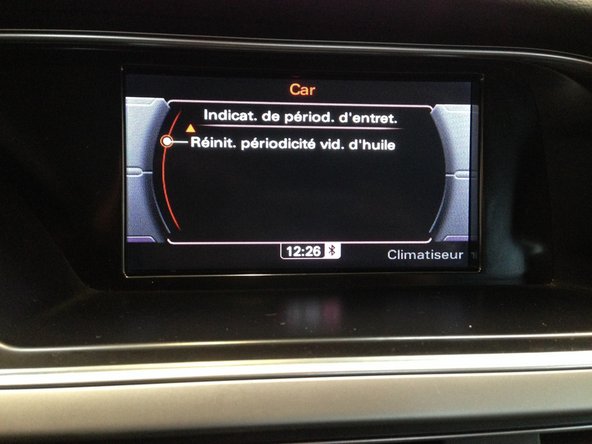 Car
Indicat. de périod. d'entret.
Réinit. périodicité vid. d'huile
12:26
Climatiseur